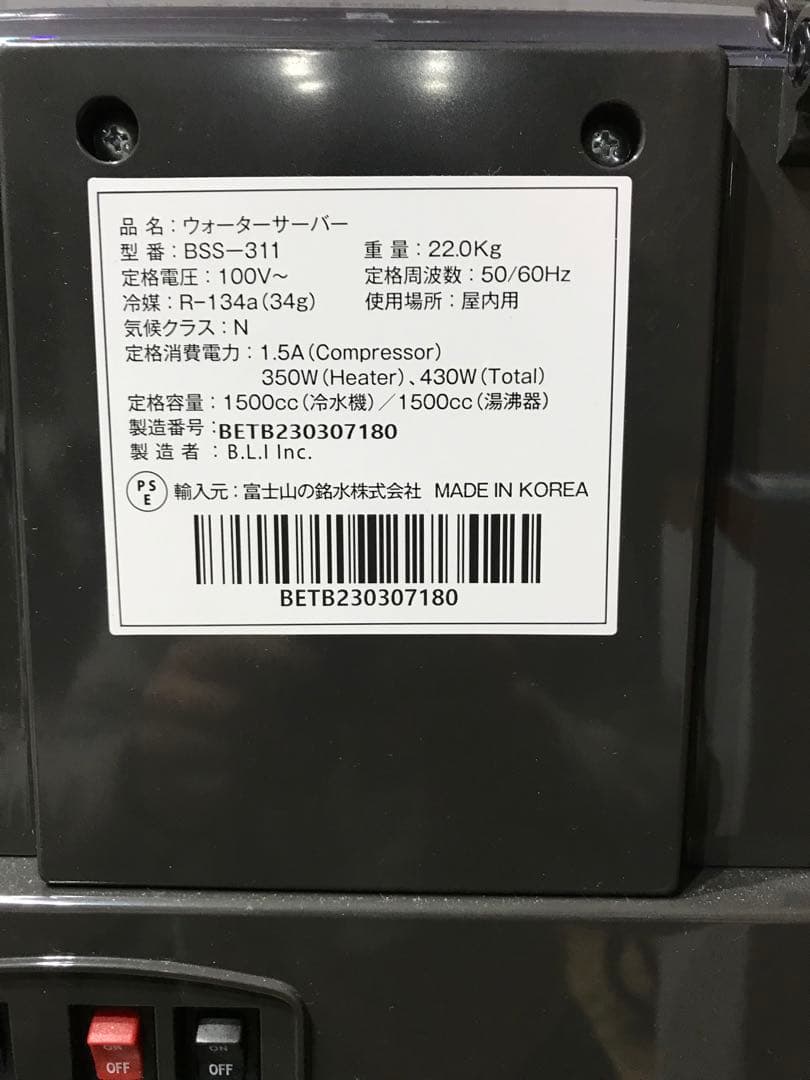 品 名：ウォーターサーバー
型 番：BSS-311 重 量：22.0Kg
定格電圧：100V～ 定格周波数：50/60Hz
冷媒：R-134a(34g) 使用場所：屋内用
気候クラス：N
定格消費電力：1.5A(Compressor)
350W(Heater)、430W(Total)
定格容量：1500cc(冷水機)／1500cc(湯沸器)
製造番号：BETB230307180
製 造 者 ：B.L.I Inc.
PSE 輸入元：富士山の銘水株式会社 MADE IN KOREA
BETB230307180
ON ON
OFF OFF